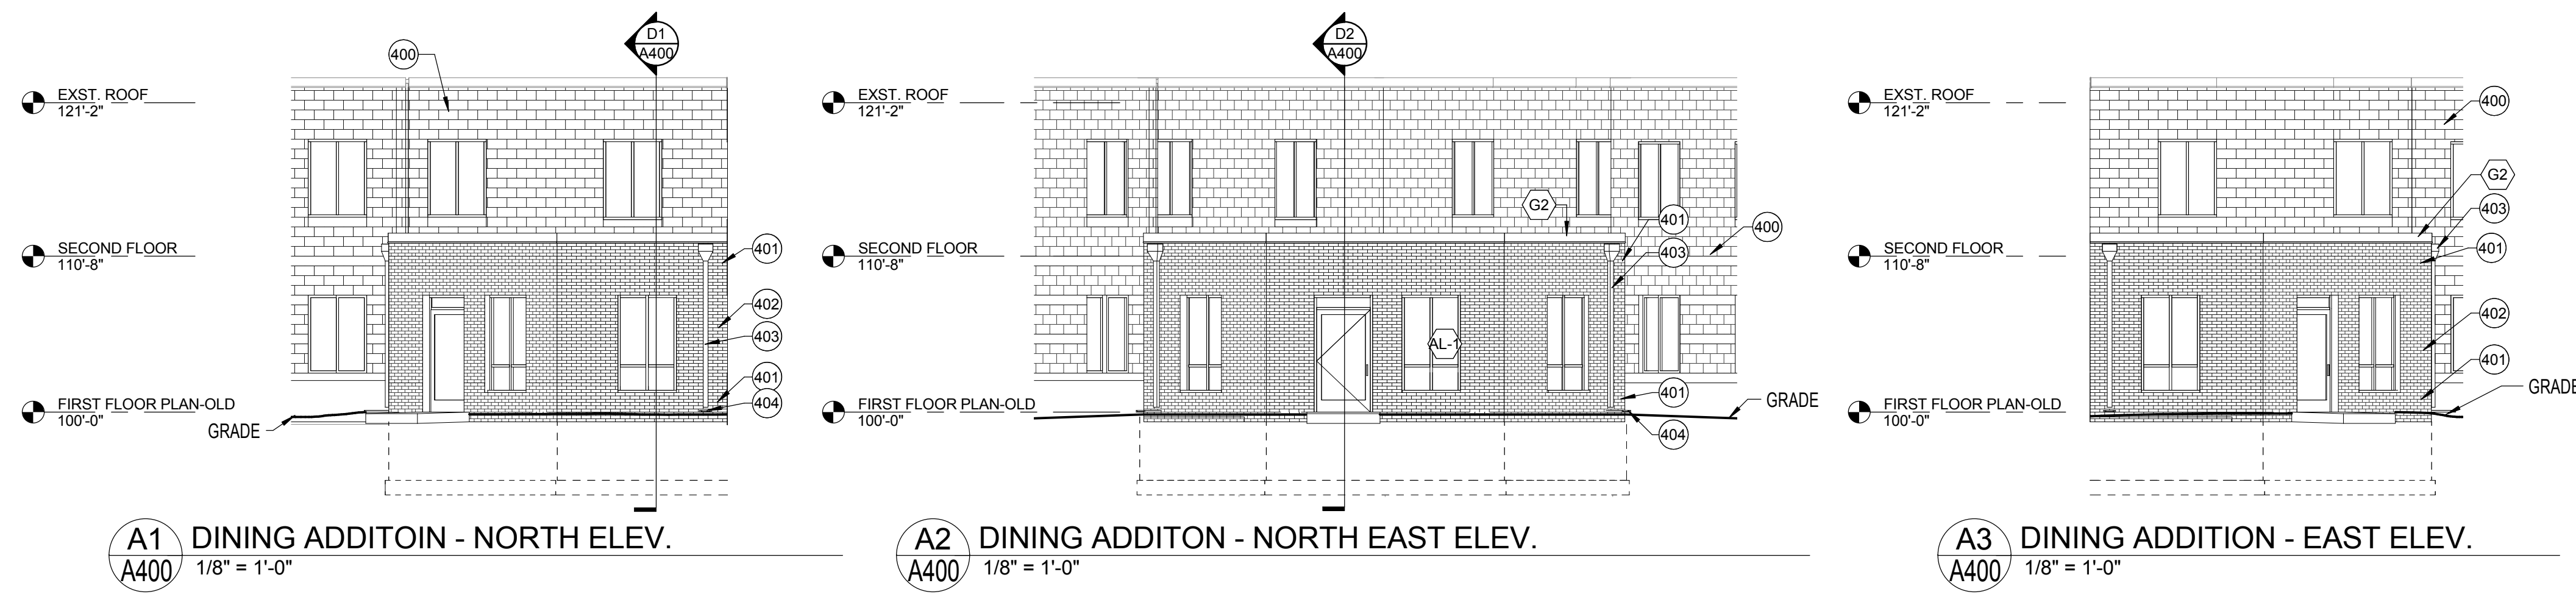 D1
A400
400
EXST. ROOF
121'-2"
SECOND FLOOR
110'-8"
401
402
403
401
404
FIRST FLOOR PLAN-OLD
100'-0"
GRADE
A1
A400
DINING ADDITOIN - NORTH ELEV.
1/8" = 1'-0"
D2
A400
EXST. ROOF
121'-2"
G2
401
400
403
SECOND FLOOR
110'-8"
AL-1
401
GRADE
404
FIRST FLOOR PLAN-OLD
100'-0"
A2
A400
DINING ADDITON - NORTH EAST ELEV.
1/8" = 1'-0"
EXST. ROOF
121'-2"
400
G2
403
401
SECOND FLOOR
110'-8"
402
401
GRADE
FIRST FLOOR PLAN-OLD
100'-0"
A3
A400
DINING ADDITION - EAST ELEV.
1/8" = 1'-0"